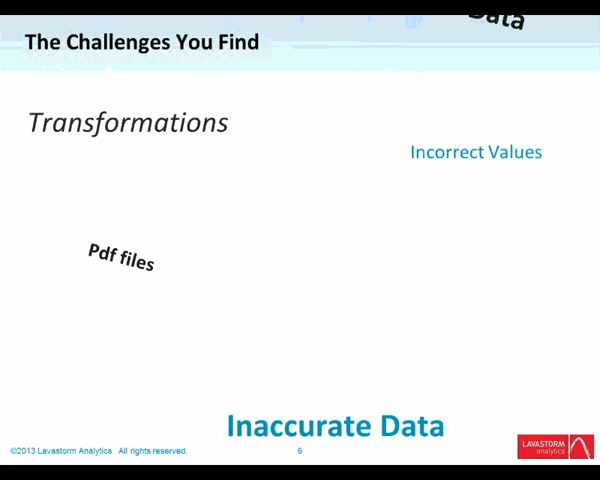 Data
The Challenges You Find
Transformations
Incorrect Values
Pdf files
Inaccurate Data
©2013 Lavastorm Analytics. All rights reserved.
6
LAVASTORM
analytics